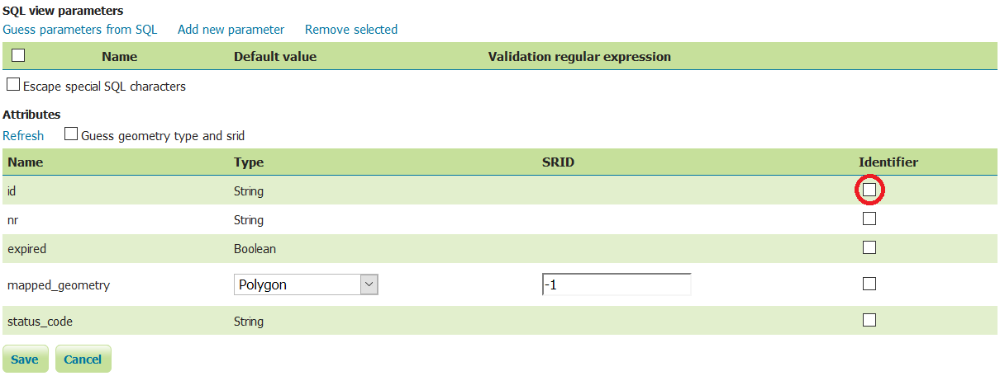 SQL view parameters
Guess parameters from SQL Add new parameter Remove selected
Name Default value Validation regular expression
Escape special SQL characters
Attributes
Refresh Guess geometry type and srid
Name Type SRID Identifier
id String
nr String
expired Boolean
mapped_geometry Polygon -1
status_code String
Save Cancel